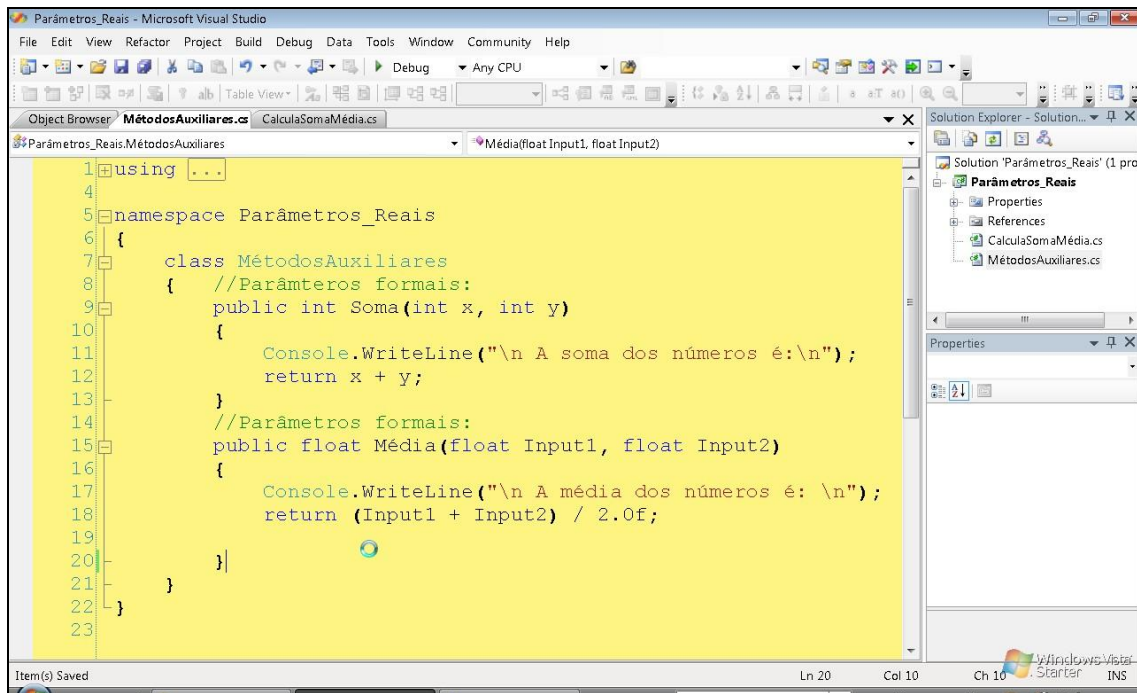 Parâmetros_Reais - Microsoft Visual Studio
File Edit View Refactor Project Build Debug Data Tools Window Community Help
Debug Any CPU
Table View
Object Browser MétodosAuxiliares.cs CalculaSomaMédia.cs
Parâmetros_Reais.MétodosAuxiliares Média(float Input1, float Input2)
1 using ...
4
5 namespace Parâmetros_Reais
6 {
7 class MétodosAuxiliares
8 { //Parâmteros formais:
9 public int Soma(int x, int y)
10 {
11 Console.WriteLine("\n A soma dos números é:\n");
12 return x + y;
13 }
14 //Parâmetros formais:
15 public float Média(float Input1, float Input2)
16 {
17 Console.WriteLine("\n A média dos números é: \n");
18 return (Input1 + Input2) / 2.0f;
19
20 }
21 }
22 }
23
Solution Explorer - Solution...
Solution 'Parâmetros_Reais' (1 pro
Parâmetros_Reais
Properties
References
CalculaSomaMédia.cs
MétodosAuxiliares.cs
Properties
Windows Vista
Starter
Item(s) Saved Ln 20 Col 10 Ch 10 INS